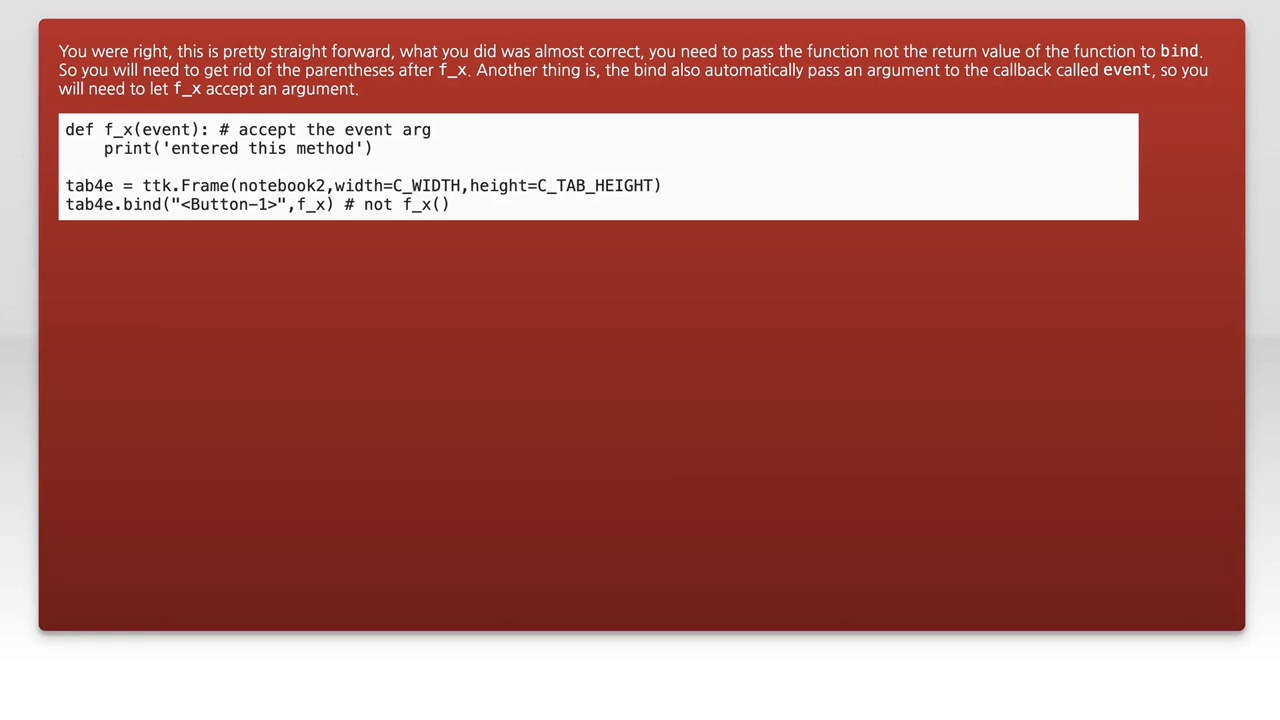 You were right, this is pretty straight forward, what you did was almost correct, you need to pass the function not the return value of the function to bind.
So you will need to get rid of the parentheses after f_x. Another thing is, the bind also automatically pass an argument to the callback called event, so you
will need to let f_x accept an argument.
def f_x(event): # accept the event arg
    print('entered this method')
tab4e = ttk.Frame(notebook2,width=C_WIDTH,height=C_TAB_HEIGHT)
tab4e.bind("<Button-1>",f_x) # not f_x()